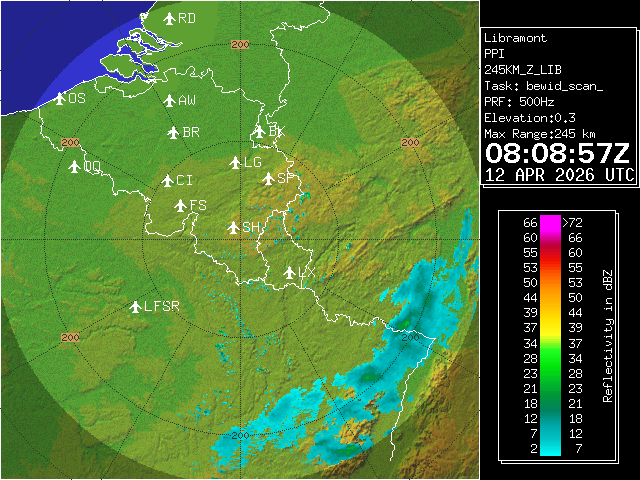 RD
200
OS
AW
BR
BK
200
200
QQ
LG
CI
SP
FS
SH
LX
LFSR
200
200
200
Libramont
PPI
245KM_Z_LIB
Task: bewid_scan_
PRF: 500Hz
Elevation:0.3
Max Range:245 km
08:08:57Z
12 APR 2026 UTC
66 >72
60 66
55 60
53 55
50 53
44 50
39 44
37 39
34 37
28 34
23 28
21 23
18 21
12 18
7 12
2 7
Reflectivity in dBZ